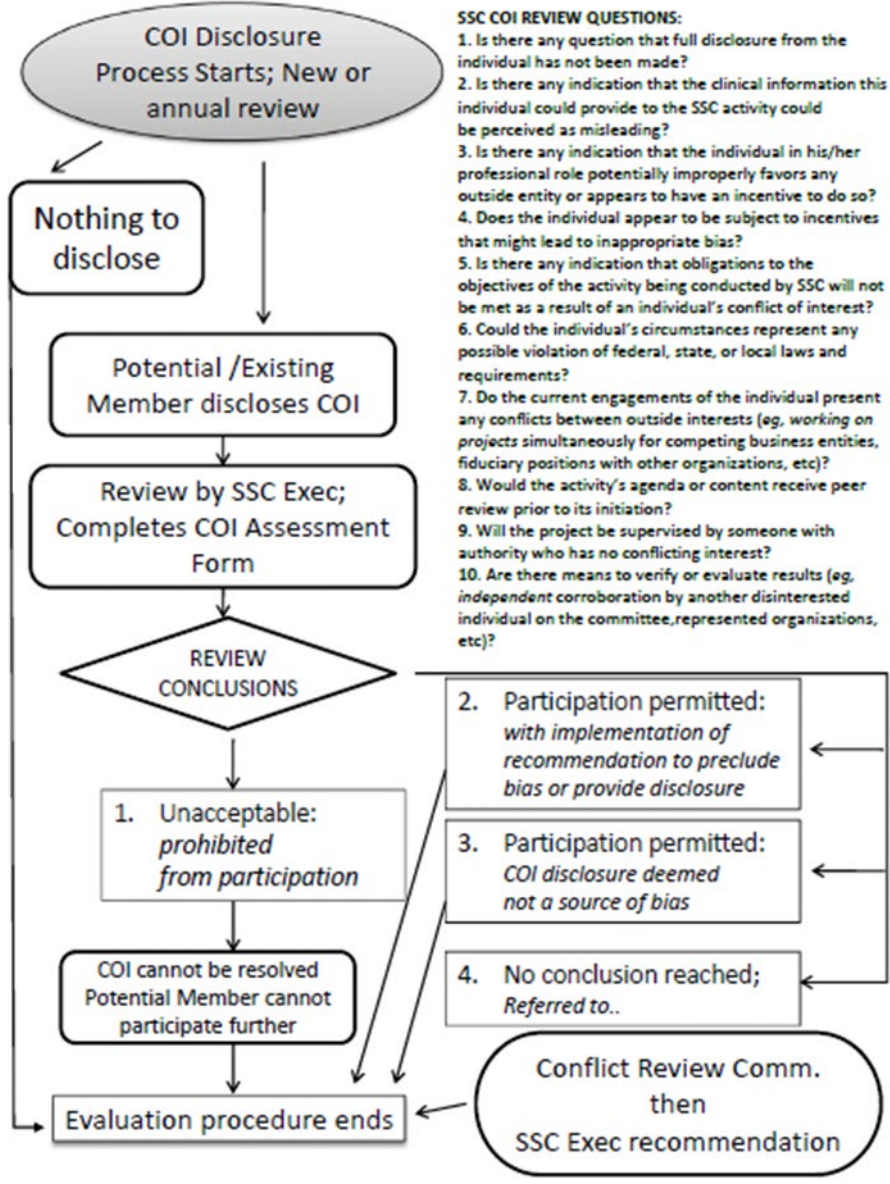 COI Disclosure
Process Starts; New or
annual review
Nothing to
disclose
Potential /Existing
Member discloses COI
Review by SSC Exec;
Completes COI Assessment
Form
REVIEW
CONCLUSIONS
1. Unacceptable:
prohibited
from participation
COI cannot be resolved
Potential Member cannot
participate further
Evaluation procedure ends
SSC COI REVIEW QUESTIONS:
1. Is there any question that full disclosure from the
individual has not been made?
2. Is there any indication that the clinical information this
individual could provide to the SSC activity could
be perceived as misleading?
3. Is there any indication that the individual in his/her
professional role potentially improperly favors any
outside entity or appears to have an incentive to do so?
4. Does the individual appear to be subject to incentives
that might lead to inappropriate bias?
5. Is there any indication that obligations to the
objectives of the activity being conducted by SSC will not
be met as a result of an individual's conflict of interest?
6. Could the individual's circumstances represent any
possible violation of federal, state, or local laws and
requirements?
7. Do the current engagements of the individual present
any conflicts between outside interests (eg, working on
projects simultaneously for competing business entities,
fiduciary positions with other organizations, etc)?
8. Would the activity's agenda or content receive peer
review prior to its initiation?
9. Will the project be supervised by someone with
authority who has no conflicting interest?
10. Are there means to verify or evaluate results (eg,
independent corroboration by another disinterested
individual on the committee,represented organizations,
etc)?
2. Participation permitted:
with implementation of
recommendation to preclude
bias or provide disclosure
3. Participation permitted:
COI disclosure deemed
not a source of bias
4. No conclusion reached;
Referred to..
Conflict Review Comm.
then
SSC Exec recommendation